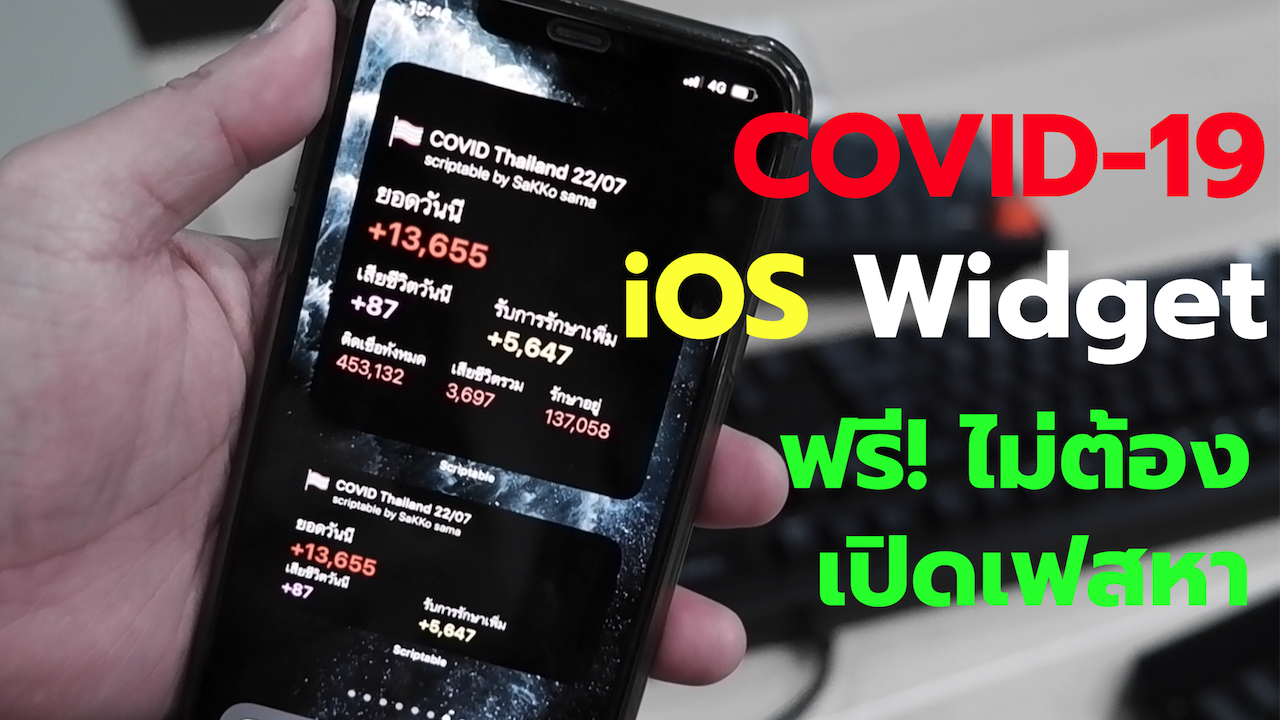 15:46
4G
COVID Thailand 22/07
scriptable by SaKKo sama
ยอดวันนี้
+13,655
เสียชีวิตวันนี้
+87
รับการรักษาเพิ่ม
+5,647
ติดเชื้อทั้งหมด
453,132
เสียชีวิตรวม
3,697
รักษาอยู่
137,058
Scriptable
COVID Thailand 22/07
scriptable by SaKKo sama
ยอดวันนี้
+13,655
เสียชีวิตวันนี้
+87
รับการรักษาเพิ่ม
+5,647
Scriptable
COVID-19
iOS Widget
ฟรี! ไม่ต้อง
เปิดเฟสหา